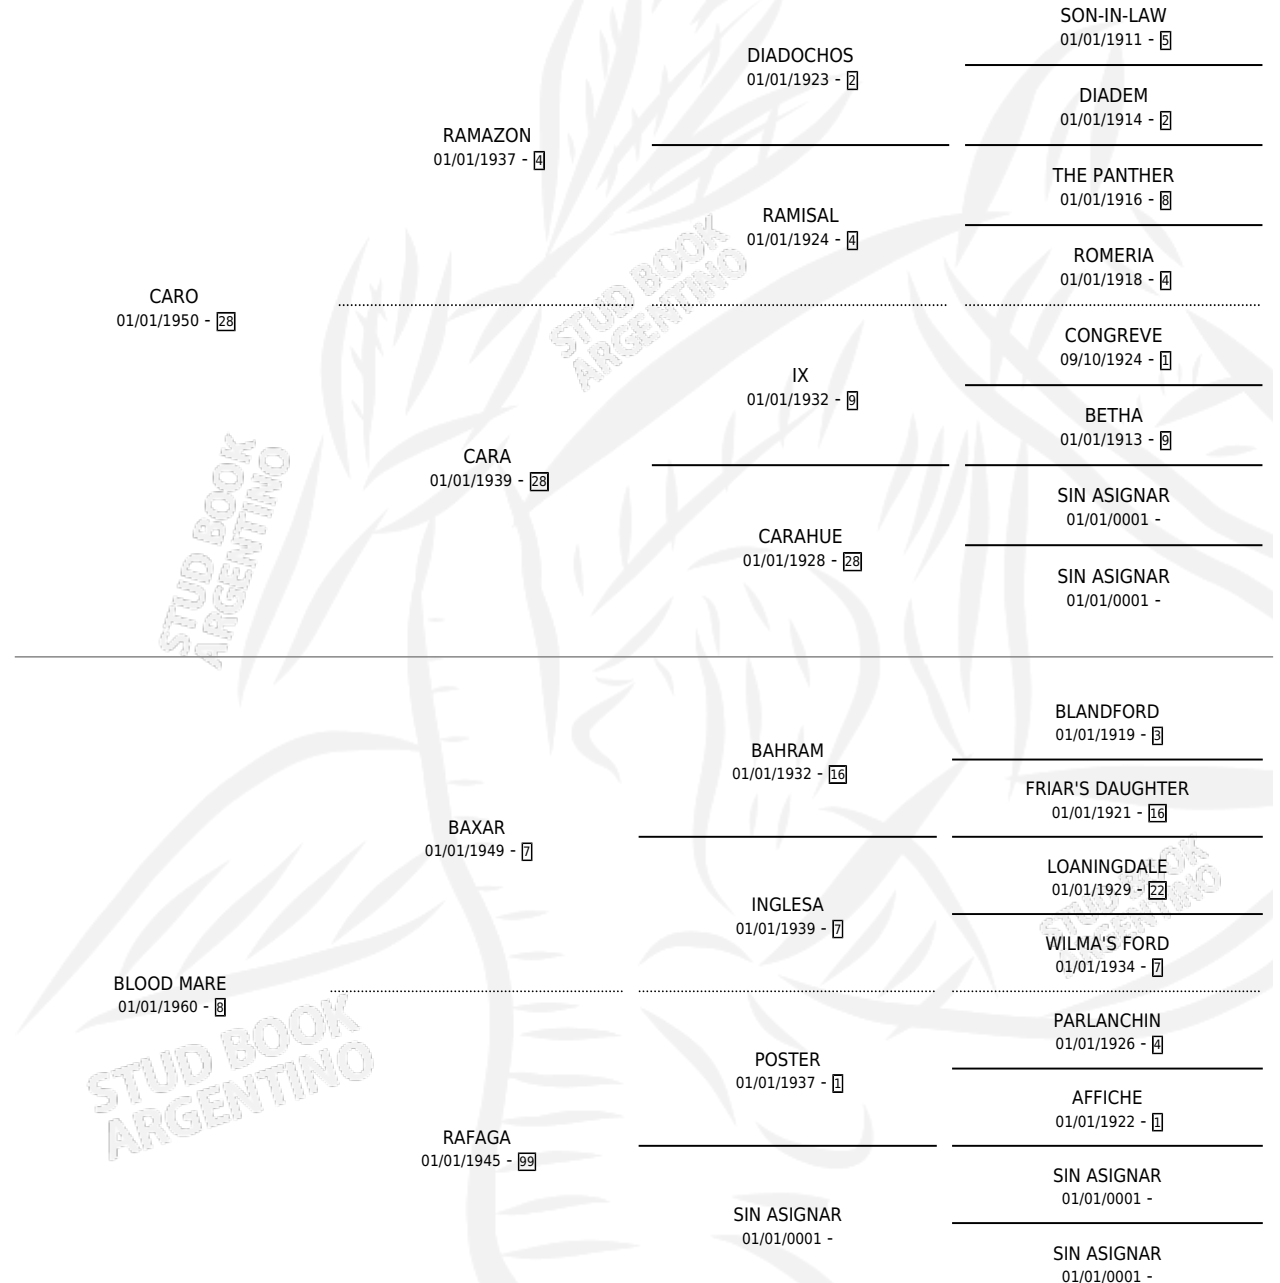 SON-IN-LAW
01/01/1911 - 5
DIADOCHOS
01/01/1923 - 2
DIADEM
01/01/1914 - 2
RAMAZON
01/01/1937 - 4
THE PANTHER
01/01/1916 - 8
RAMISAL
01/01/1924 - 4
ROMERIA
01/01/1918 - 4
CARO
01/01/1950 - 28
CONGREVE
09/10/1924 - 1
IX
01/01/1932 - 9
BETHA
01/01/1913 - 9
CARA
01/01/1939 - 28
SIN ASIGNAR
01/01/0001 -
CARAHUE
01/01/1928 - 28
SIN ASIGNAR
01/01/0001 -
STUD BOOK
ARGENTINO
STUD BOOK
ARGENTINO
BLANDFORD
01/01/1919 - 3
BAHRAM
01/01/1932 - 16
FRIAR'S DAUGHTER
01/01/1921 - 16
BAXAR
01/01/1949 - 7
LOANINGDALE
01/01/1929 - 22
INGLESA
01/01/1939 - 7
WILMA'S FORD
01/01/1934 - 7
STUD BOOK
ARGENTINO
BLOOD MARE
01/01/1960 - 8
PARLANCHIN
01/01/1926 - 4
POSTER
01/01/1937 - 1
AFFICHE
01/01/1922 - 1
RAFAGA
01/01/1945 - 99
SIN ASIGNAR
01/01/0001 -
SIN ASIGNAR
01/01/0001 -
SIN ASIGNAR
01/01/0001 -
STUD BOOK
ARGENTINO